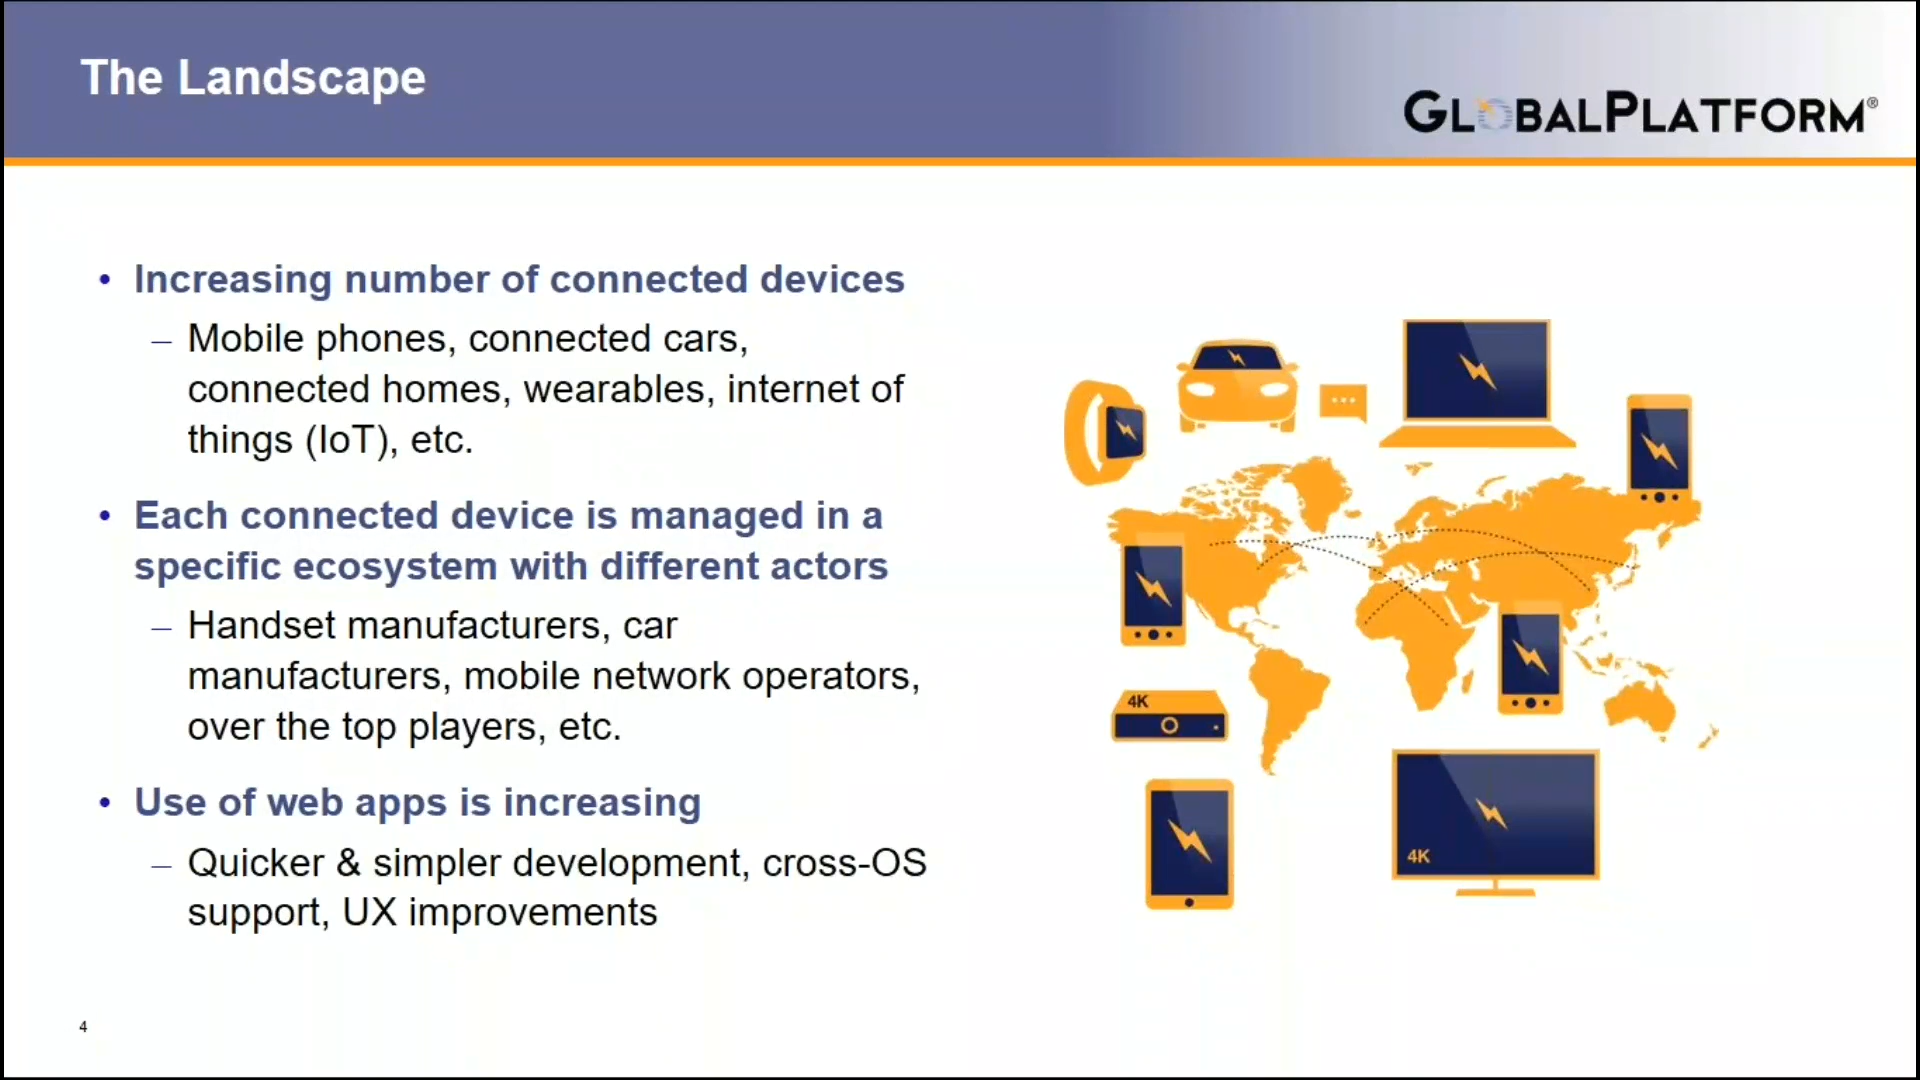 The Landscape
GLOBALPLATFORM®
• Increasing number of connected devices
– Mobile phones, connected cars,
connected homes, wearables, internet of
things (IoT), etc.
• Each connected device is managed in a
specific ecosystem with different actors
– Handset manufacturers, car
manufacturers, mobile network operators,
over the top players, etc.
• Use of web apps is increasing
– Quicker & simpler development, cross-OS
support, UX improvements
4K
4K
4